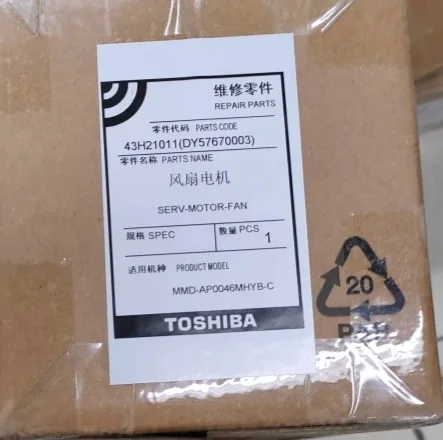 维修零件
REPAIR PARTS
零件代码 PARTS CODE
43H21011(DY57670003)
零件名称 PARTS NAME
风扇电机
SERV-MOTOR-FAN
规格 SPEC 数量 PCS 1
适用机种 PRODUCT MODEL
MMD-AP0046MHYB-C
TOSHIBA
20
PAP